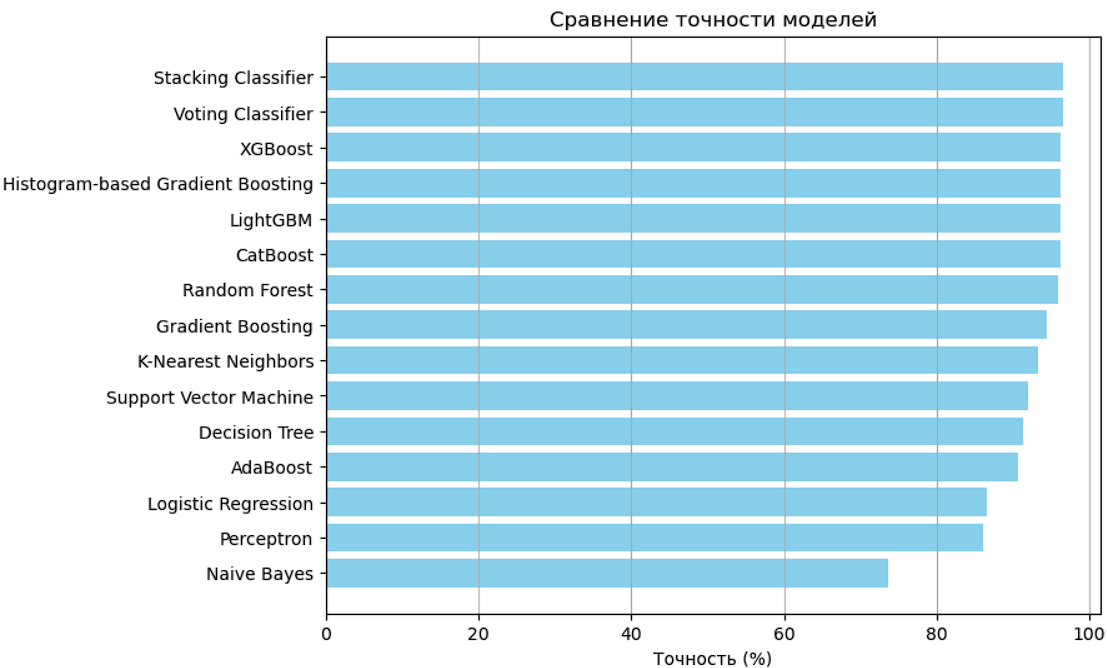 Сравнение точности моделей
Stacking Classifier
Voting Classifier
XGBoost
Histogram-based Gradient Boosting
LightGBM
CatBoost
Random Forest
Gradient Boosting
K-Nearest Neighbors
Support Vector Machine
Decision Tree
AdaBoost
Logistic Regression
Perceptron
Naive Bayes
0 20 40 60 80 100
Точность (%)